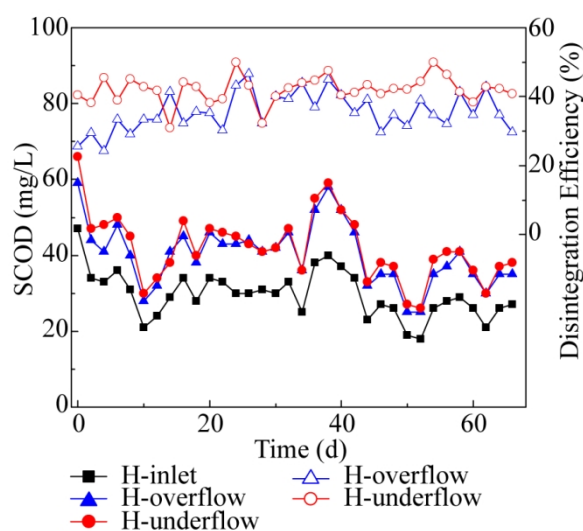 100
80
60
40
20
0
SCOD (mg/L)
60
40
20
0
Disintegration Efficiency (%)
0 20 40 60
Time (d)
H-inlet H-overflow
H-overflow H-underflow
H-underflow